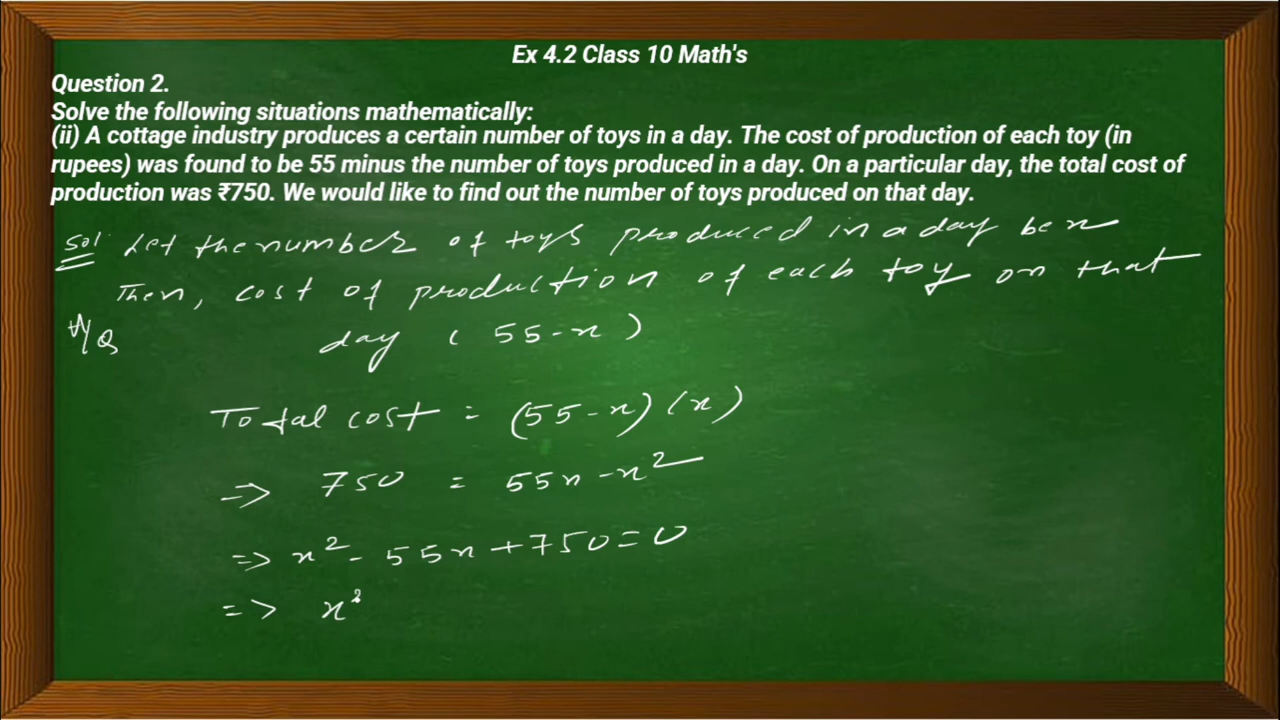 Ex 4.2 Class 10 Math's
Question 2.
Solve the following situations mathematically:
(ii) A cottage industry produces a certain number of toys in a day. The cost of production of each toy (in
rupees) was found to be 55 minus the number of toys produced in a day. On a particular day, the total cost of
production was ₹750. We would like to find out the number of toys produced on that day.
Sol. Let the number of toys produced in a day be x
Then, cost of production of each toy on that
A/Q day (55-x)
Total cost = (55-x)(x)
=> 750 = 55x-x²
=> x²-55x+750=0
=> x²